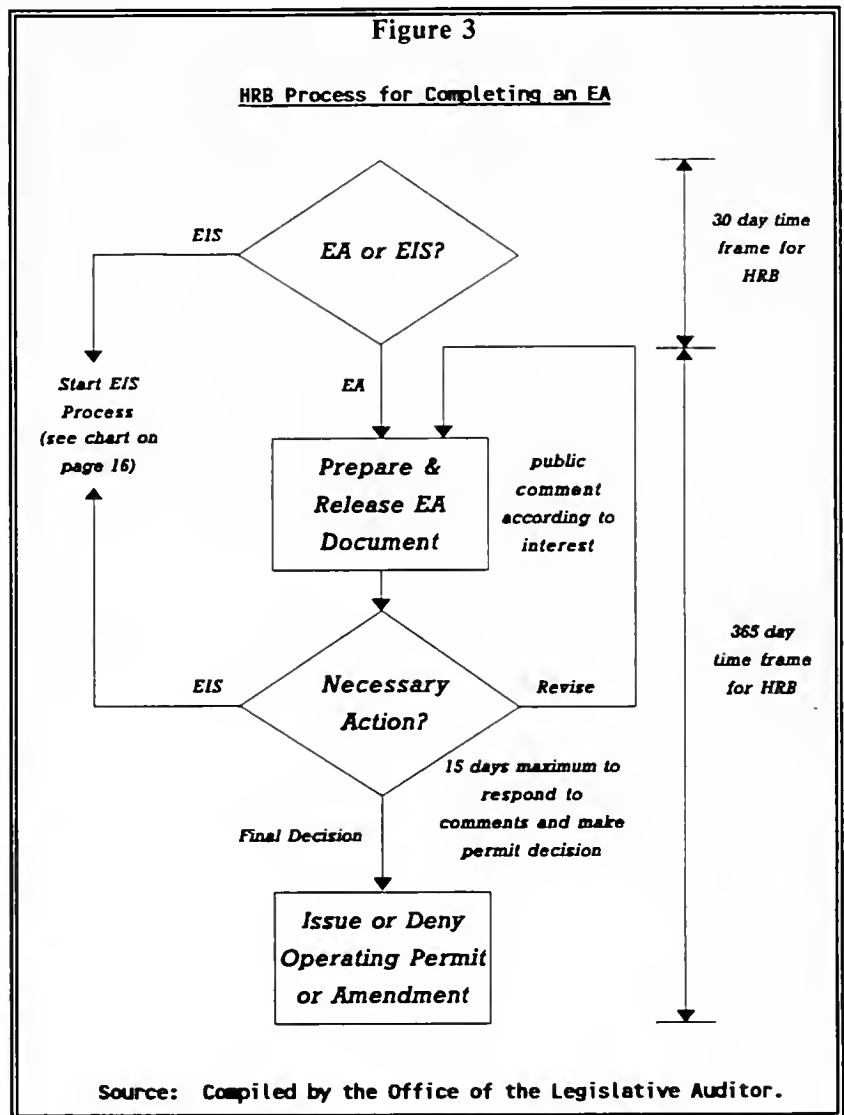 Figure 3
HRB Process for Completing an EA
EIS
EA or EIS?
30 day time
frame for
HRB
Start EIS
Process
(see chart on
page 16)
EA
Prepare &
Release EA
Document
public
comment
according to
interest
365 day
time frame
for HRB
EIS
Necessary
Action?
Revise
15 days maximum to
respond to
comments and make
permit decision
Final Decision
Issue or Deny
Operating Permit
or Amendment
Source: Compiled by the Office of the Legislative Auditor.